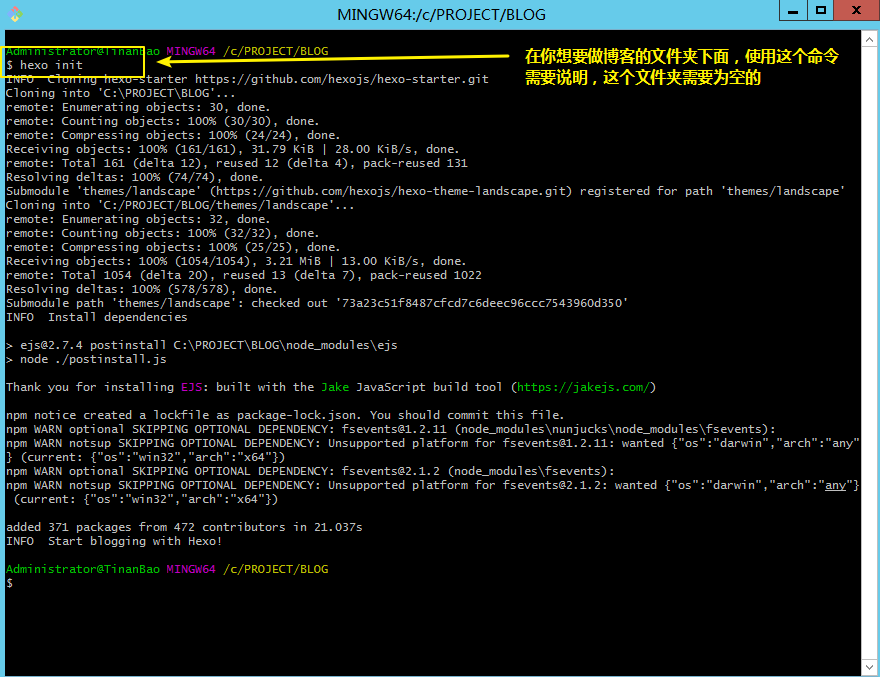 MINGW64:/c/PROJECT/BLOG
Administrator@TinanBao MINGW64 /c/PROJECT/BLOG
$ hexo init
在你想要做博客的文件夹下面，使用这个命令
需要说明，这个文件夹需要为空的
INFO  Cloning hexo-starter https://github.com/hexojs/hexo-starter.git
Cloning into 'C:\PROJECT\BLOG'...
remote: Enumerating objects: 30, done.
remote: Counting objects: 100% (30/30), done.
remote: Compressing objects: 100% (24/24), done.
Receiving objects: 100% (161/161), 31.79 KiB | 28.00 KiB/s, done.
remote: Total 161 (delta 12), reused 12 (delta 4), pack-reused 131
Resolving deltas: 100% (74/74), done.
Submodule 'themes/landscape' (https://github.com/hexojs/hexo-theme-landscape.git) registered for path 'themes/landscape'
Cloning into 'C:/PROJECT/BLOG/themes/landscape'...
remote: Enumerating objects: 32, done.
remote: Counting objects: 100% (32/32), done.
remote: Compressing objects: 100% (25/25), done.
Receiving objects: 100% (1054/1054), 3.21 MiB | 13.00 KiB/s, done.
remote: Total 1054 (delta 20), reused 13 (delta 7), pack-reused 1022
Resolving deltas: 100% (578/578), done.
Submodule path 'themes/landscape': checked out '73a23c51f8487cfcd7c6deec96ccc7543960d350'
INFO  Install dependencies
> ejs@2.7.4 postinstall C:\PROJECT\BLOG\node_modules\ejs
> node ./postinstall.js
Thank you for installing EJS: built with the Jake JavaScript build tool (https://jakejs.com/)
npm notice created a lockfile as package-lock.json. You should commit this file.
npm WARN optional SKIPPING OPTIONAL DEPENDENCY: fsevents@1.2.11 (node_modules\nunjucks\node_modules\fsevents):
npm WARN notsup SKIPPING OPTIONAL DEPENDENCY: Unsupported platform for fsevents@1.2.11: wanted {"os":"darwin","arch":"any"
} (current: {"os":"win32","arch":"x64"})
npm WARN optional SKIPPING OPTIONAL DEPENDENCY: fsevents@2.1.2 (node_modules\fsevents):
npm WARN notsup SKIPPING OPTIONAL DEPENDENCY: Unsupported platform for fsevents@2.1.2: wanted {"os":"darwin","arch":"any"}
(current: {"os":"win32","arch":"x64"})
added 371 packages from 472 contributors in 21.037s
INFO  Start blogging with Hexo!
Administrator@TinanBao MINGW64 /c/PROJECT/BLOG
$